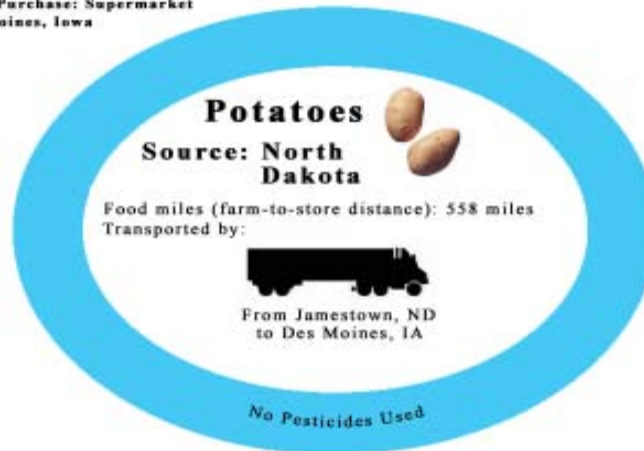 Purchase: Supermarket
Iowa
Potatoes
Source: North
Dakota
Food miles (farm-to-store distance): 558 miles
Transported by:
From Jamestown, ND
to Des Moines, IA
No Pesticides Used